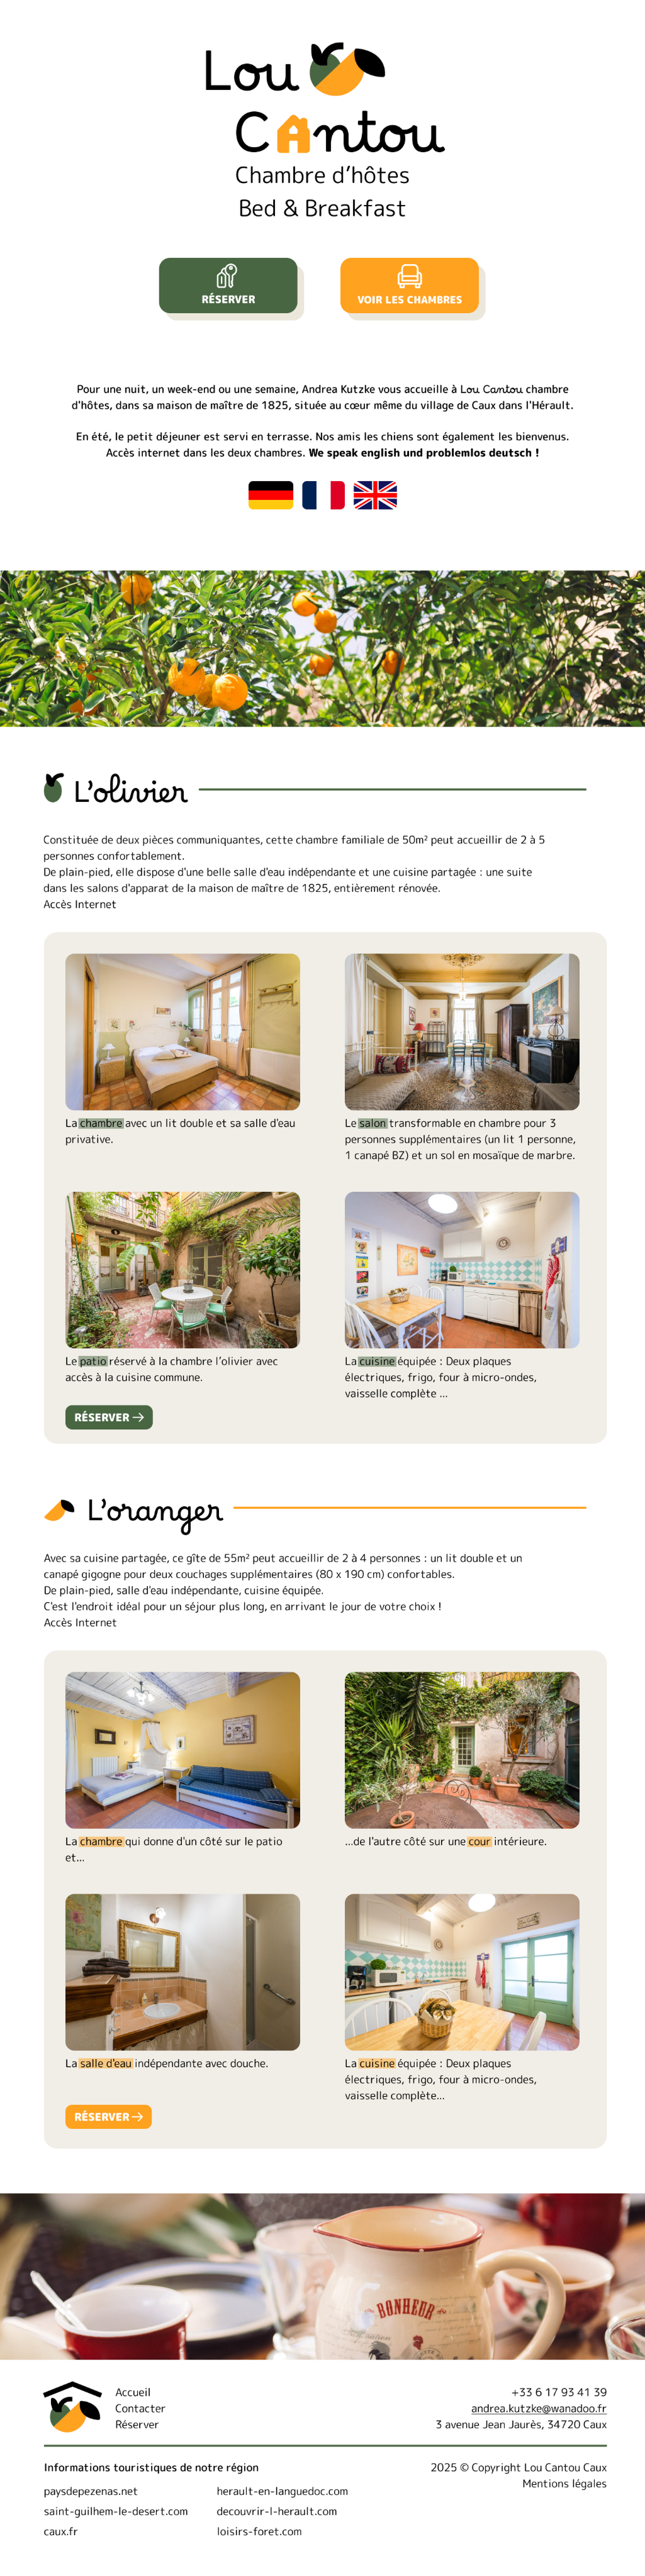 Lou
Cantou
Chambre d’hôtes
Bed & Breakfast
RÉSERVER
VOIR LES CHAMBRES
Pour une nuit, un week-end ou une semaine, Andrea Kutzke vous accueille à Lou Cantou chambre
d'hôtes, dans sa maison de maître de 1825, située au cœur même du village de Caux dans l'Hérault.
En été, le petit déjeuner est servi en terrasse. Nos amis les chiens sont également les bienvenus.
Accès internet dans les deux chambres. We speak english und problemlos deutsch !
L'olivier
Constituée de deux pièces communiquantes, cette chambre familiale de 50m² peut accueillir de 2 à 5
personnes confortablement.
De plain-pied, elle dispose d'une belle salle d'eau indépendante et une cuisine partagée : une suite
dans les salons d'apparat de la maison de maître de 1825, entièrement rénovée.
Accès Internet
La chambre avec un lit double et sa salle d'eau
privative.
Le salon transformable en chambre pour 3
personnes supplémentaires (un lit 1 personne,
1 canapé BZ) et un sol en mosaïque de marbre.
Le patio réservé à la chambre l’olivier avec
accès à la cuisine commune.
La cuisine équipée : Deux plaques
électriques, frigo, four à micro-ondes,
vaisselle complète ...
RÉSERVER →
L'oranger
Avec sa cuisine partagée, ce gîte de 55m² peut accueillir de 2 à 4 personnes : un lit double et un
canapé gigogne pour deux couchages supplémentaires (80 x 190 cm) confortables.
De plain-pied, salle d'eau indépendante, cuisine équipée.
C'est l'endroit idéal pour un séjour plus long, en arrivant le jour de votre choix !
Accès Internet
La chambre qui donne d'un côté sur le patio
et...
...de l'autre côté sur une cour intérieure.
La salle d'eau indépendante avec douche.
La cuisine équipée : Deux plaques
électriques, frigo, four à micro-ondes,
vaisselle complète...
RÉSERVER →
BONHEUR
Accueil
Contacter
Réserver
+33 6 17 93 41 39
andrea.kutzke@wanadoo.fr
3 avenue Jean Jaurès, 34720 Caux
Informations touristiques de notre région
2025 © Copyright Lou Cantou Caux
Mentions légales
paysdepezenas.net
herault-en-languedoc.com
saint-guilhem-le-desert.com
decouvrir-l-herault.com
caux.fr
loisirs-foret.com